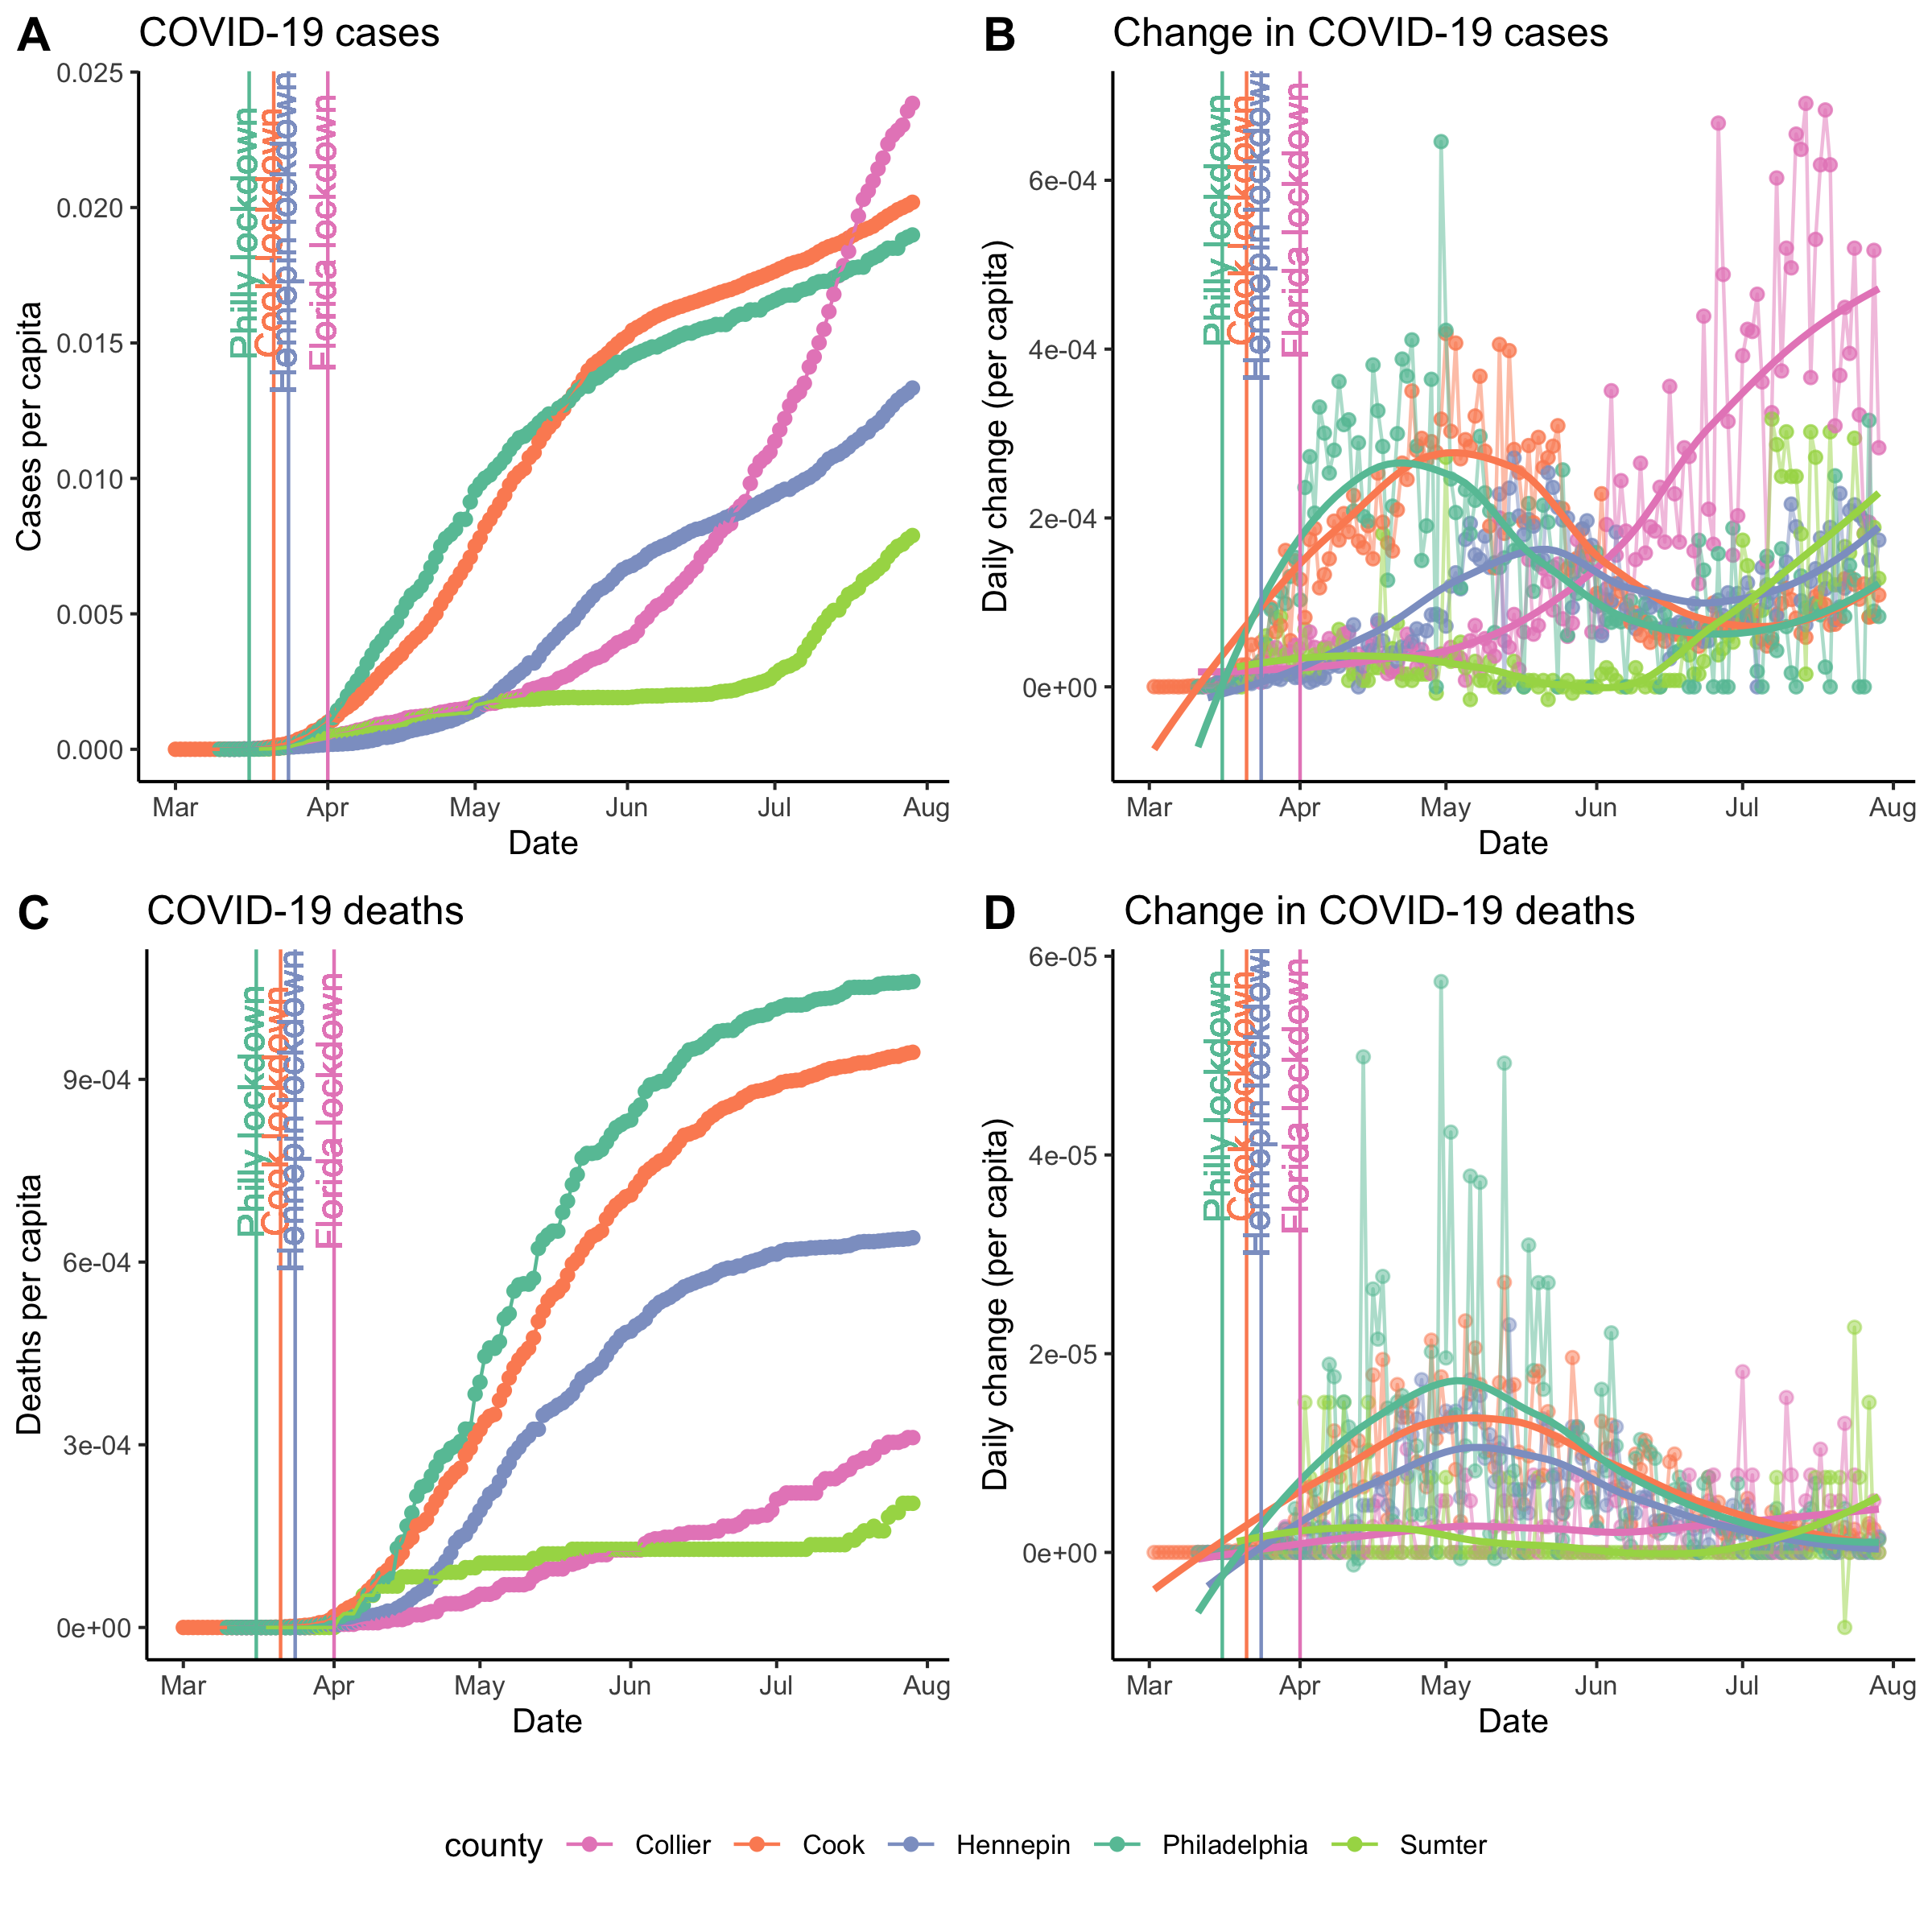 A
COVID-19 cases
0.025
0.020
0.015
0.010
0.005
0.000
Cases per capita
Philly lockdown
Cook lockdown
Hennepin lockdown
Florida lockdown
Mar Apr May Jun Jul Aug
Date
B
Change in COVID-19 cases
6e-04
4e-04
2e-04
0e+00
Daily change (per capita)
Philly lockdown
Cook lockdown
Hennepin lockdown
Florida lockdown
Mar Apr May Jun Jul Aug
Date
C
COVID-19 deaths
9e-04
6e-04
3e-04
0e+00
Deaths per capita
Philly lockdown
Cook lockdown
Hennepin lockdown
Florida lockdown
Mar Apr May Jun Jul Aug
Date
D
Change in COVID-19 deaths
6e-05
4e-05
2e-05
0e+00
Daily change (per capita)
Philly lockdown
Cook lockdown
Hennepin lockdown
Florida lockdown
Mar Apr May Jun Jul Aug
Date
county Collier Cook Hennepin Philadelphia Sumter